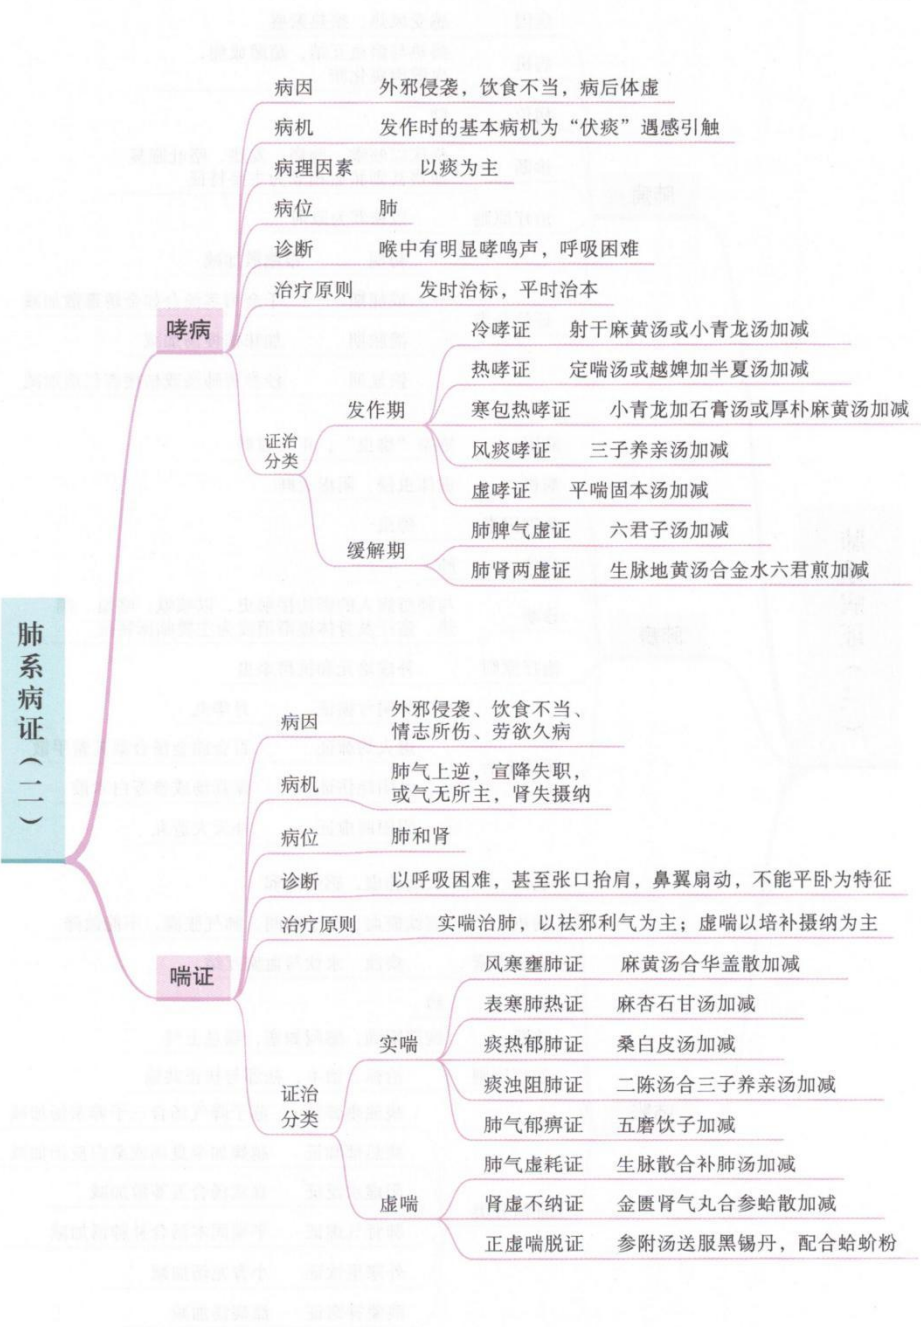 肺系病证（二）
哮病
病因 外邪侵袭，饮食不当，病后体虚
病机 发作时的基本病机为“伏痰”遇感引触
病理因素 以痰为主
病位 肺
诊断 喉中有明显哮鸣声，呼吸困难
治疗原则 发时治标，平时治本
证治
分类
发作期
冷哮证 射干麻黄汤或小青龙汤加减
热哮证 定喘汤或越婢加半夏汤加减
寒包热哮证 小青龙加石膏汤或厚朴麻黄汤加减
风痰哮证 三子养亲汤加减
虚哮证 平喘固本汤加减
缓解期
肺脾气虚证 六君子汤加减
肺肾两虚证 生脉地黄汤合金水六君煎加减
喘证
病因 外邪侵袭、饮食不当、
情志所伤、劳欲久病
病机 肺气上逆，宣降失职，
或气无所主，肾失摄纳
病位 肺和肾
诊断 以呼吸困难，甚至张口抬肩，鼻翼扇动，不能平卧为特征
治疗原则 实喘治肺，以祛邪利气为主；虚喘以培补摄纳为主
证治
分类
实喘
风寒壅肺证 麻黄汤合华盖散加减
表寒肺热证 麻杏石甘汤加减
痰热郁肺证 桑白皮汤加减
痰浊阻肺证 二陈汤合三子养亲汤加减
肺气郁痹证 五磨饮子加减
虚喘
肺气虚耗证 生脉散合补肺汤加减
肾虚不纳证 金匮肾气丸合参蛤散加减
正虚喘脱证 参附汤送服黑锡丹，配合蛤蚧粉